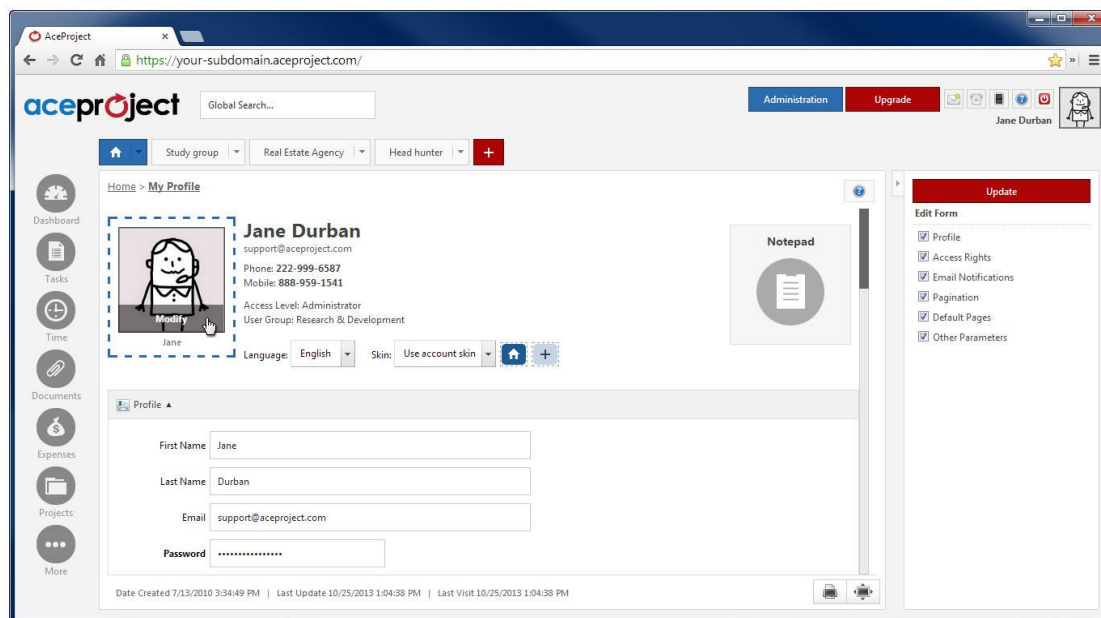 AceProject
https://your-subdomain.aceproject.com/
aceproject
Global Search...
Administration
Upgrade
Jane Durban
Study group
Real Estate Agency
Head hunter
+
Home > My Profile
Dashboard
Tasks
Time
Documents
Expenses
Projects
More
Modify
Jane
Jane Durban
support@aceproject.com
Phone: 222-999-6587
Mobile: 888-959-1541
Access Level: Administrator
User Group: Research & Development
Language: English
Skin: Use account skin
+
Notepad
Profile
First Name Jane
Last Name Durban
Email support@aceproject.com
Password ••••••••••••••••
Date Created 7/13/2010 3:34:49 PM | Last Update 10/25/2013 1:04:38 PM | Last Visit 10/25/2013 1:04:38 PM
Update
Edit Form
Profile
Access Rights
Email Notifications
Pagination
Default Pages
Other Parameters